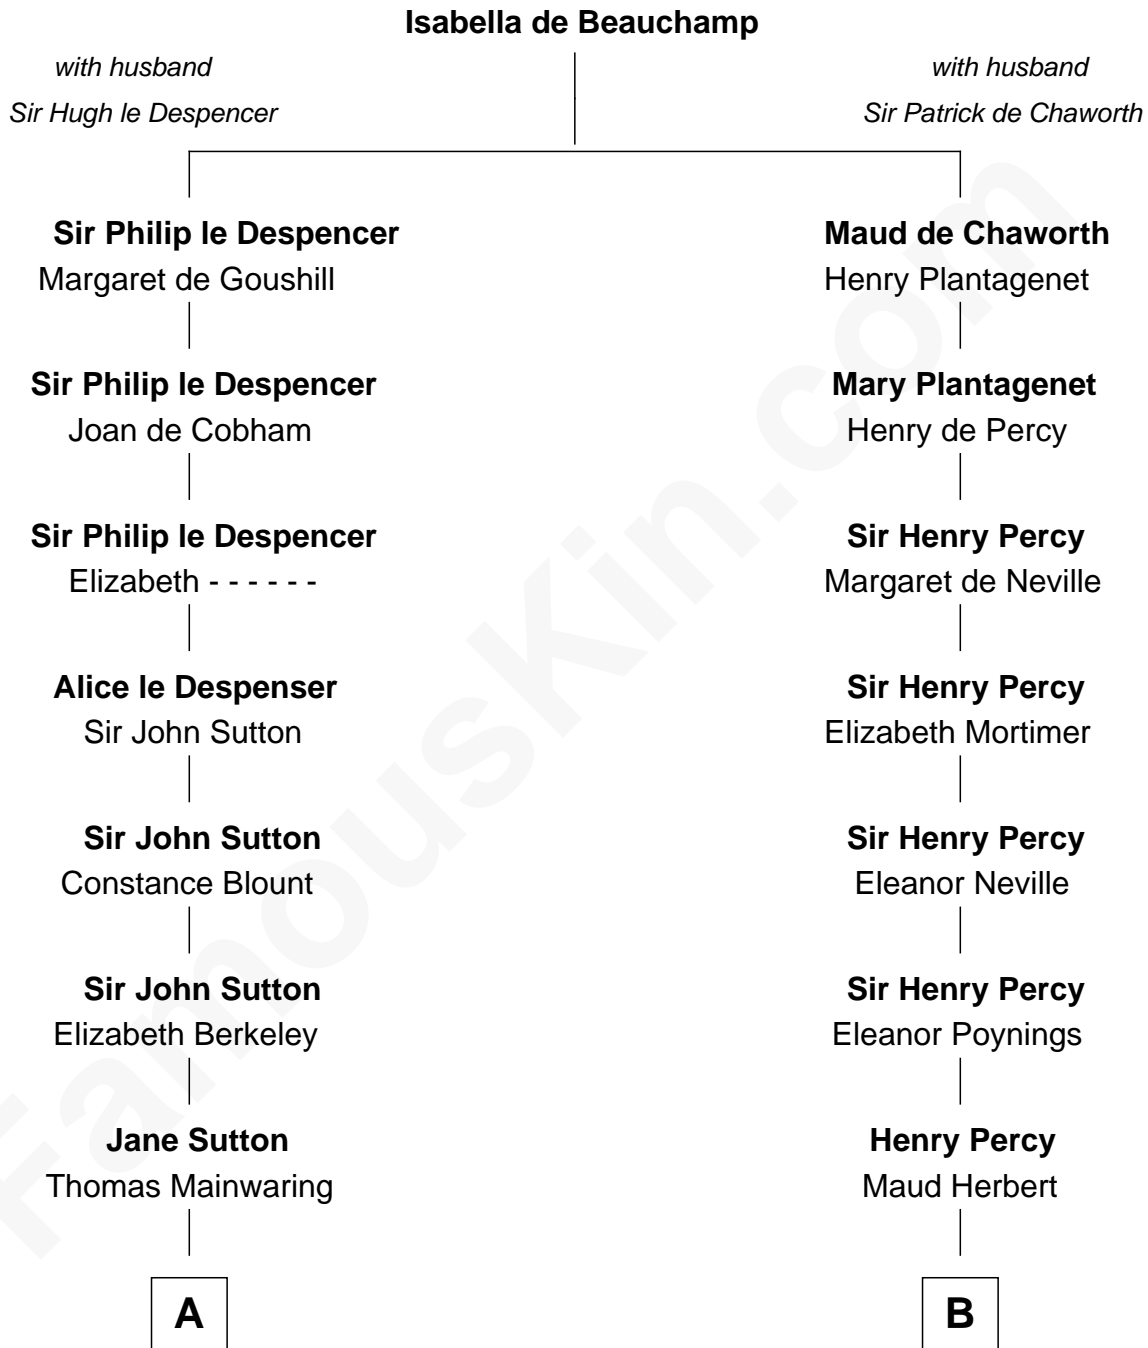 Isabella de Beauchamp
with husband
Sir Hugh le Despencer
with husband
Sir Patrick de Chaworth
Sir Philip le Despencer
Margaret de Goushill
Maud de Chaworth
Henry Plantagenet
Sir Philip le Despencer
Joan de Cobham
Mary Plantagenet
Henry de Percy
Sir Philip le Despencer
Elizabeth - - - - - -
Sir Henry Percy
Margaret de Neville
Alice le Despenser
Sir John Sutton
Sir Henry Percy
Elizabeth Mortimer
Sir John Sutton
Constance Blount
Sir Henry Percy
Eleanor Neville
Sir John Sutton
Elizabeth Berkeley
Sir Henry Percy
Eleanor Poynings
Jane Sutton
Thomas Mainwaring
Henry Percy
Maud Herbert
A
B
FamousKin.com